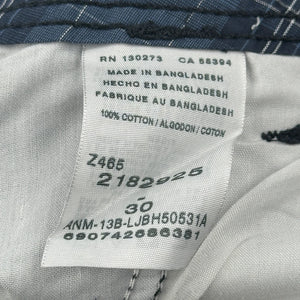 RN 130273 CA 56394
MADE IN BANGLADESH
HECHO EN BANGLADESH
FABRIQUE AU BANGLADESH
100% COTTON / ALGODON / COTON
Z465
2182925
-
30
ANM-13B-LJBH50531A
690742686381